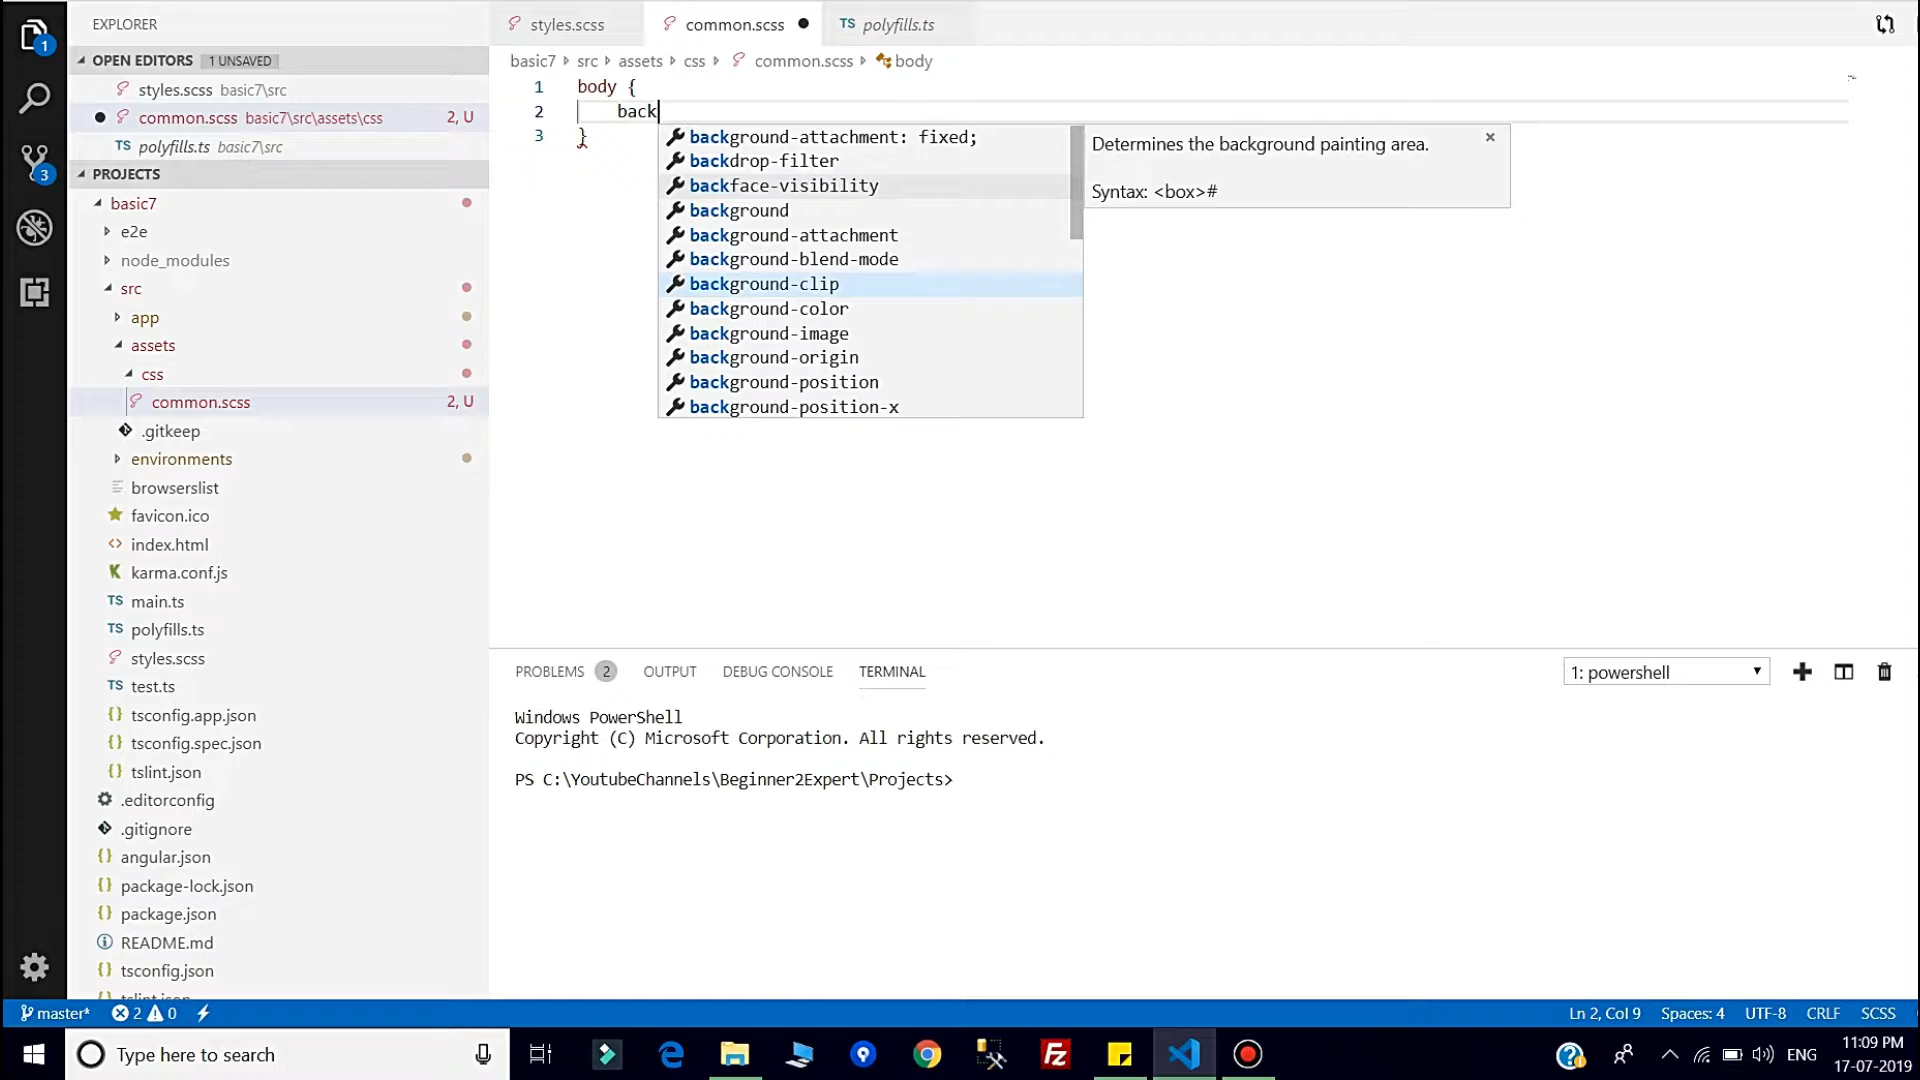 EXPLORER
OPEN EDITORS 1 UNSAVED
styles.scss basic7\src
common.scss basic7\src\assets\css 2, U
TS polyfills.ts basic7\src
PROJECTS
basic7
e2e
node_modules
src
app
assets
css
common.scss 2, U
.gitkeep
environments
browserslist
favicon.ico
<> index.html
K karma.conf.js
TS main.ts
TS polyfills.ts
styles.scss
TS test.ts
{} tsconfig.app.json
{} tsconfig.spec.json
{} tslint.json
.editorconfig
.gitignore
{} angular.json
{} package-lock.json
{} package.json
README.md
{} tsconfig.json
{} tslint.json
1
3
styles.scss
common.scss
TS polyfills.ts
basic7 src assets css common.scss body
1 body {
2 back
3 }
background-attachment: fixed;
backdrop-filter
backface-visibility
background
background-attachment
background-blend-mode
background-clip
background-color
background-image
background-origin
background-position
background-position-x
Determines the background painting area. ×
Syntax: <box>#
PROBLEMS 2 OUTPUT DEBUG CONSOLE TERMINAL 1: powershell
Windows PowerShell
Copyright (C) Microsoft Corporation. All rights reserved.
PS C:\YoutubeChannels\Beginner2Expert\Projects>
master* 2 0 Ln 2, Col 9 Spaces: 4 UTF-8 CRLF SCSS
Type here to search
Fz
ENG
11:09 PM
17-07-2019